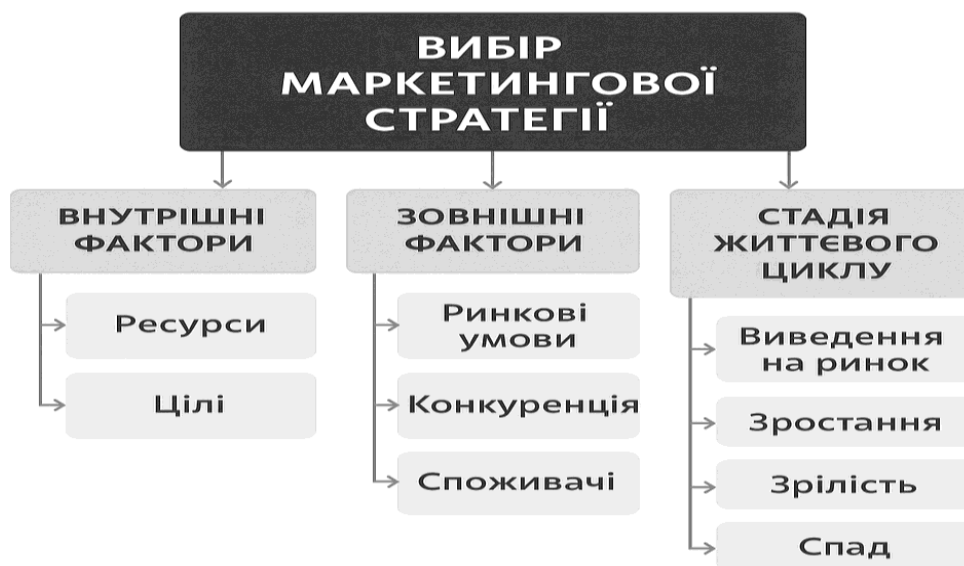 ВИБІР
МАРКЕТИНГОВОЇ
СТРАТЕГІЇ
ВНУТРІШНІ
ФАКТОРИ
Ресурси
Цілі
ЗОВНІШНІ
ФАКТОРИ
Ринкові
умови
Конкуренція
Споживачі
СТАДІЯ
ЖИТТЄВОГО
ЦИКЛУ
Виведення
на ринок
Зростання
Зрілість
Спад